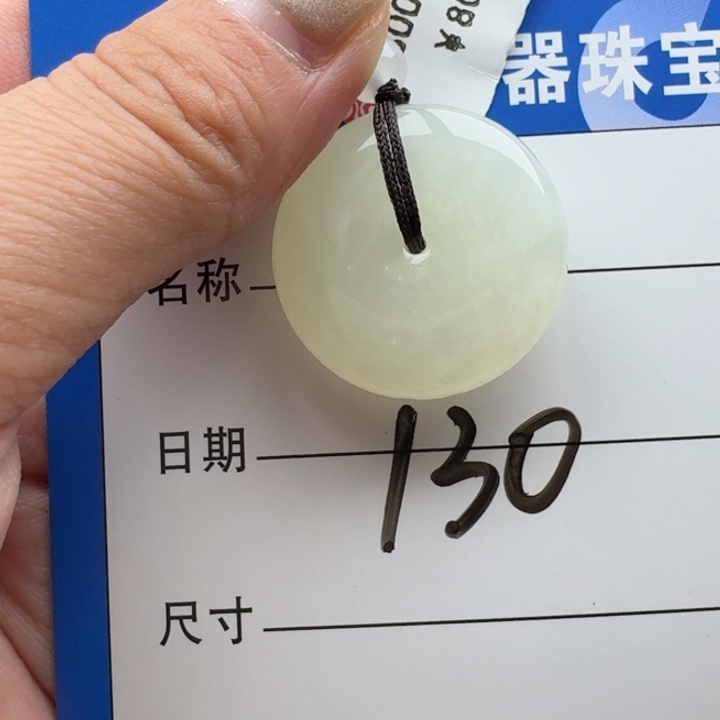 器珠宝
名称
日期 130
尺寸